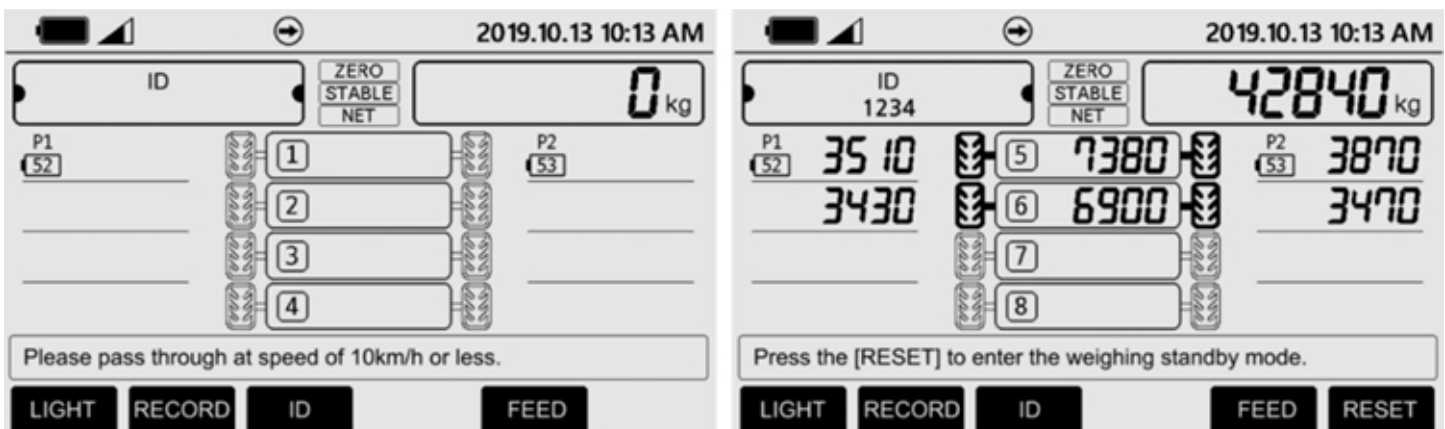 2019.10.13 10:13 AM
ID
ZERO
STABLE
NET
0 kg
P1
52
1
P2
53
2
3
4
Please pass through at speed of 10km/h or less.
LIGHT RECORD ID FEED
2019.10.13 10:13 AM
ID
1234
ZERO
STABLE
NET
42840 kg
P1
52
3510 5 7380
P2
53
3870
3430 6 6900 3470
7
8
Press the [RESET] to enter the weighing standby mode.
LIGHT RECORD ID FEED RESET